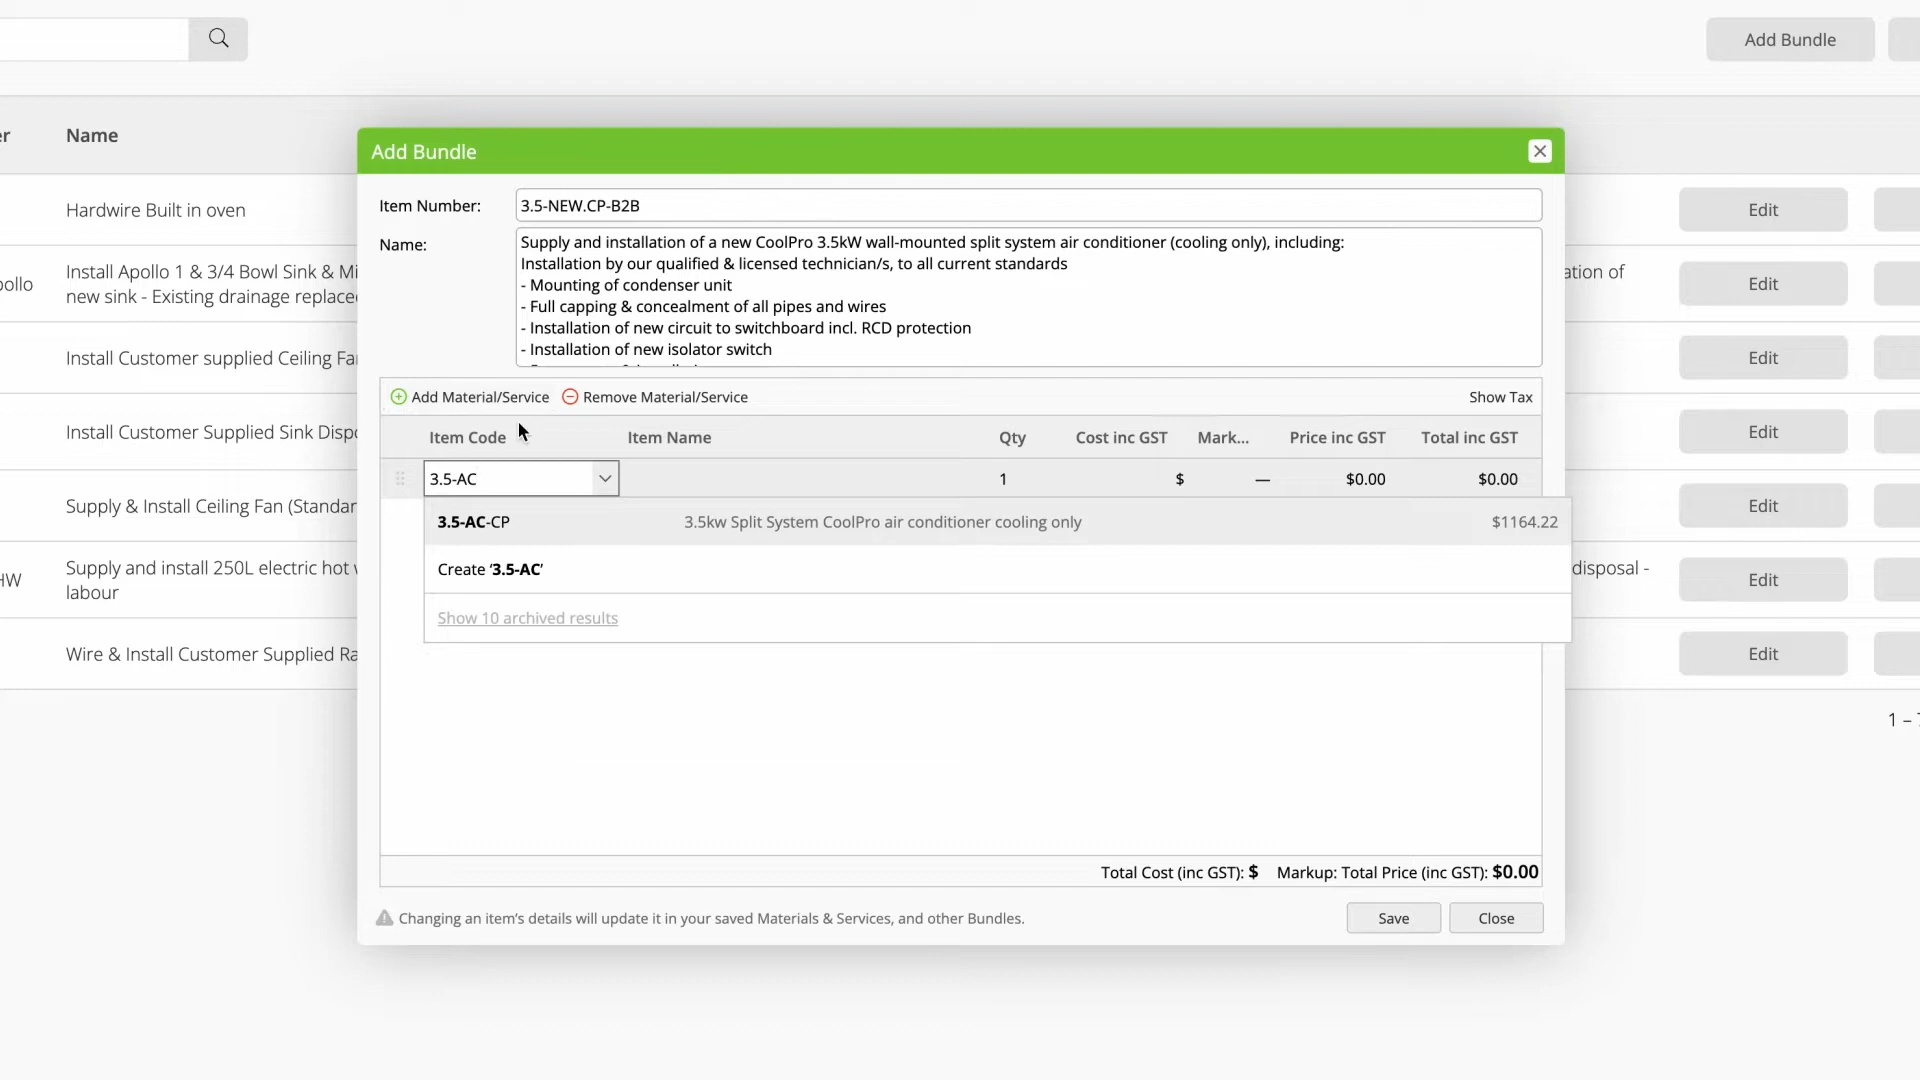 Add Bundle
er
Name
Hardwire Built in oven
Edit
pollo
Install Apollo 1 & 3/4 Bowl Sink & Mi
new sink - Existing drainage replace
ation of
Edit
Install Customer supplied Ceiling Fa
Edit
Install Customer Supplied Sink Disp
Edit
Supply & Install Ceiling Fan (Standar
Edit
HW
Supply and install 250L electric hot
labour
disposal -
Edit
Wire & Install Customer Supplied Ra
Edit
1 –
Add Bundle
Item Number:
3.5-NEW.CP-B2B
Name:
Supply and installation of a new CoolPro 3.5kW wall-mounted split system air conditioner (cooling only), including:
Installation by our qualified & licensed technician/s, to all current standards
- Mounting of condenser unit
- Full capping & concealment of all pipes and wires
- Installation of new circuit to switchboard incl. RCD protection
- Installation of new isolator switch
Add Material/Service
Remove Material/Service
Show Tax
Item Code
Item Name
Qty
Cost inc GST
Mark...
Price inc GST
Total inc GST
3.5-AC
1
$
—
$0.00
$0.00
3.5-AC-CP
3.5kw Split System CoolPro air conditioner cooling only
$1164.22
Create ‘3.5-AC’
Show 10 archived results
Total Cost (inc GST): $
Markup: Total Price (inc GST): $0.00
Changing an item’s details will update it in your saved Materials & Services, and other Bundles.
Save
Close